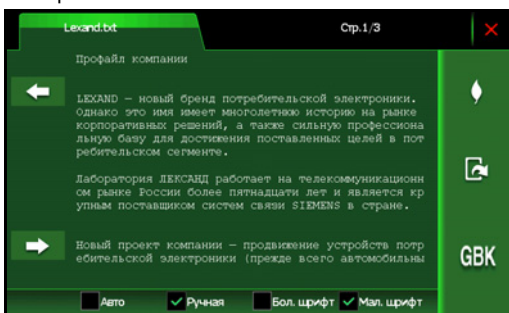 Lexand.txt Стр.1/3
Профайл компании
LEXAND – новый бренд потребительской электроники.
Однако это имя имеет многолетнюю историю на рынке
корпоративных решений, а также сильную профессиона
льную базу для достижения поставленных целей в пот
ребительском сегменте.
Лаборатория ЛЕКСАНД работает на телекоммуникационн
ом рынке России более пятнадцати лет и является кр
упным поставщиком систем связи SIEMENS в стране.
Новый проект компании – продвижение устройств потр
ебительской электроники (прежде всего автомобильны
GBK
Авто Ручная Бол. шрифт Мал. шрифт